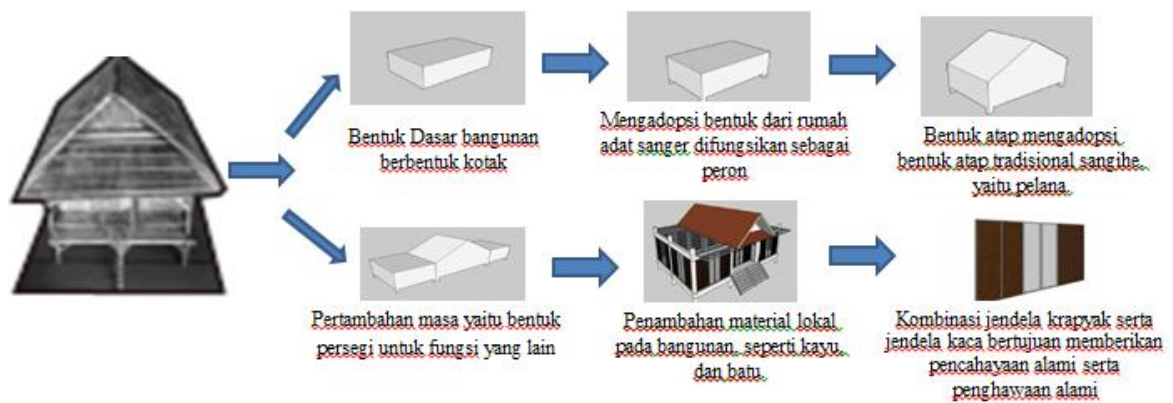 Bentuk Dasar bangunan
berbentuk kotak
Mengadopsi bentuk dari rumah
adat sanger difungsikan sebagai
peron
Bentuk atap mengadopsi
bentuk atap tradisional sangihe,
yaitu pelana.
Pertambahan masa yaitu bentuk
persegi untuk fungsi yang lain
Penambahan material lokal
pada bangunan, seperti kayu,
dan batu.
Kombinasi jendela krapyak serta
jendela kaca bertujuan memberikan
pencahayaan alami serta
penghawaan alami